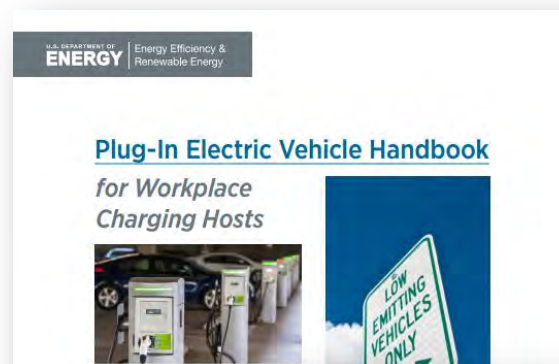 U.S. DEPARTMENT OF
ENERGY
Energy Efficiency &
Renewable Energy
Plug-In Electric Vehicle Handbook
for Workplace
Charging Hosts
LOW
EMITTING
VEHICLES
ONLY